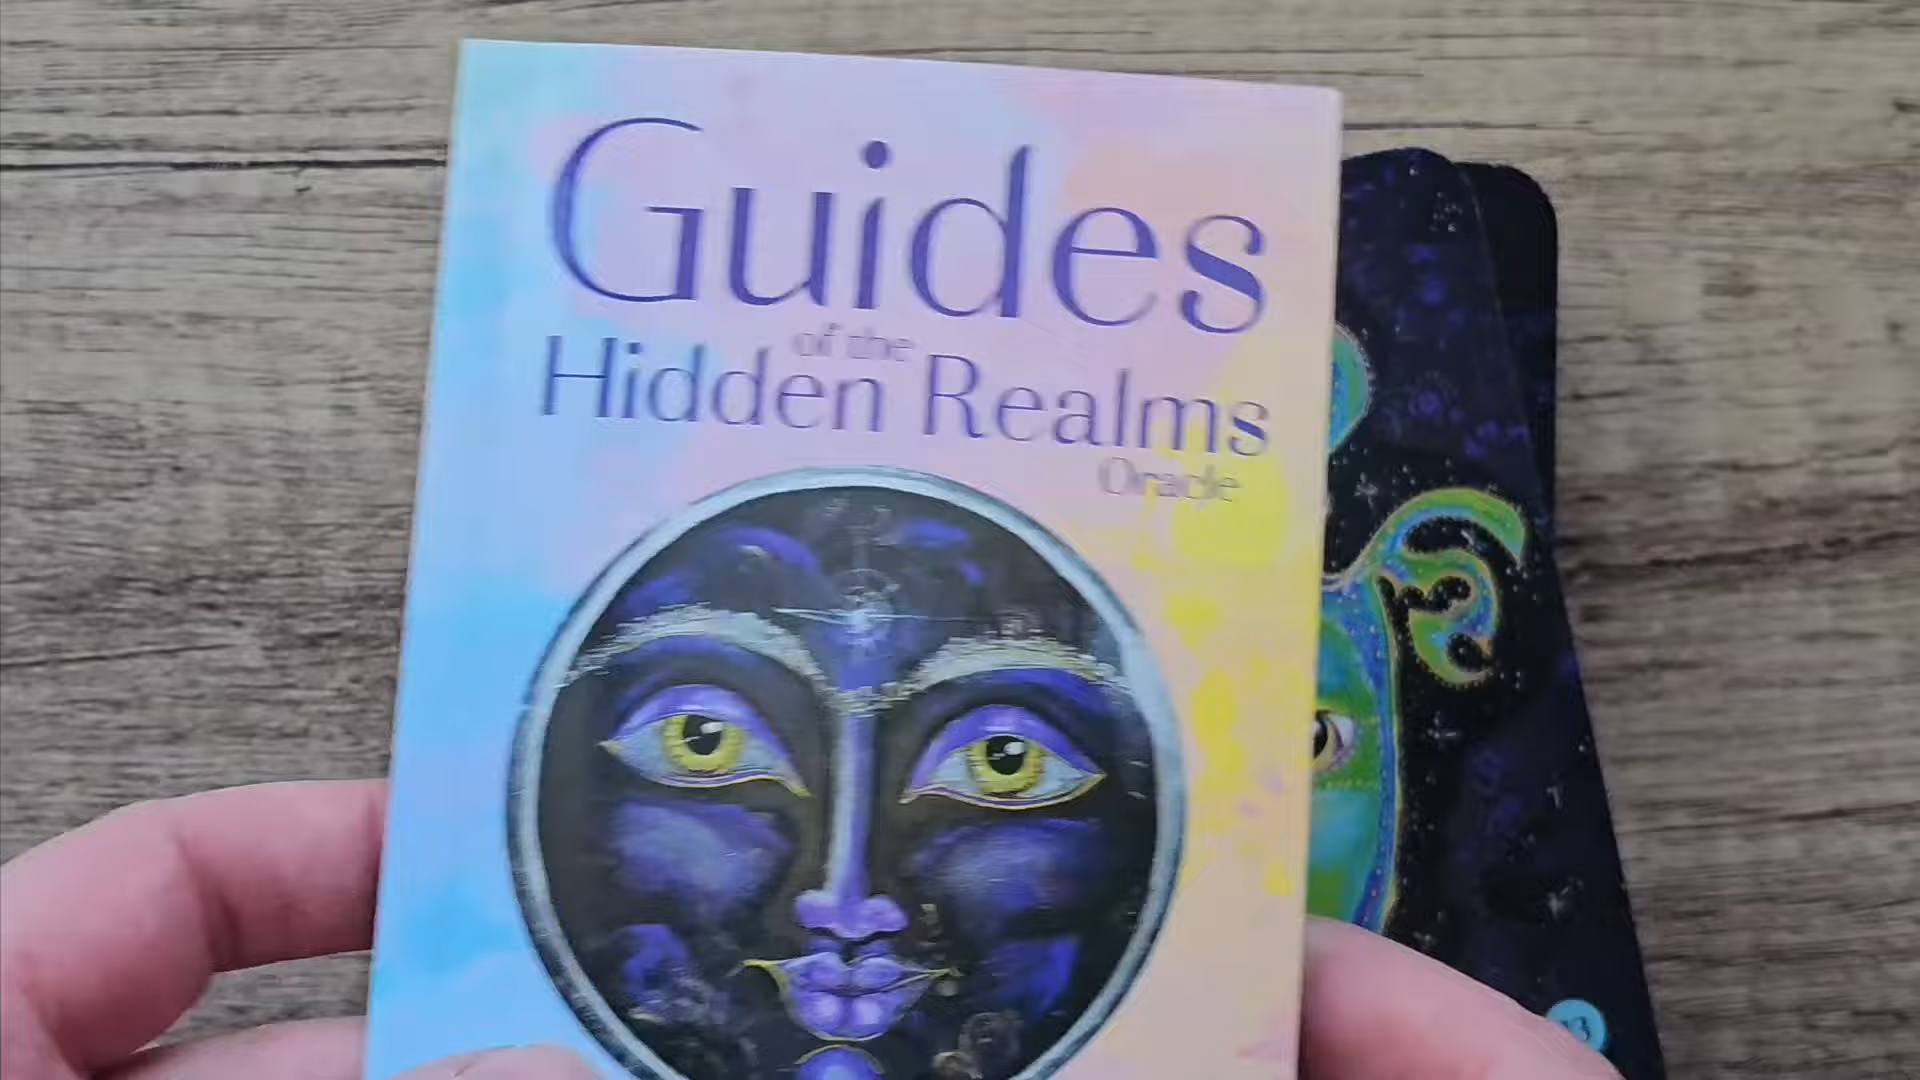 Guides
of the
Hidden Realms
Oracle